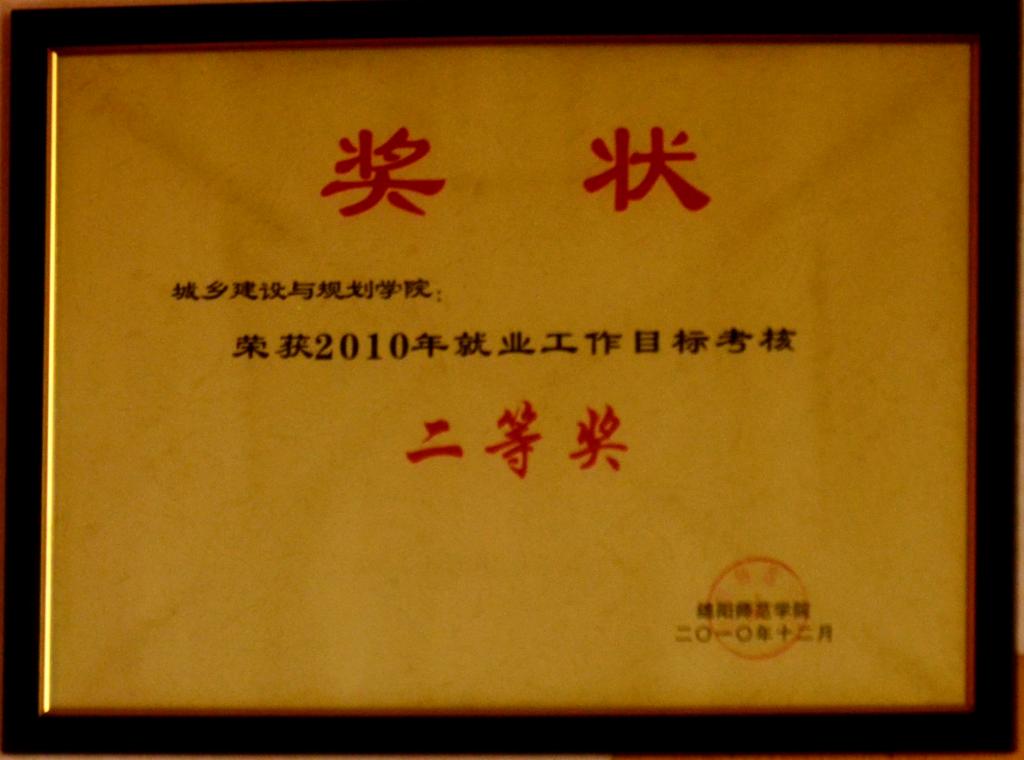 奖状
城乡建设与规划学院:
荣获2010年就业工作目标考核
二等奖
绵阳师范学院
二〇一〇年十二月